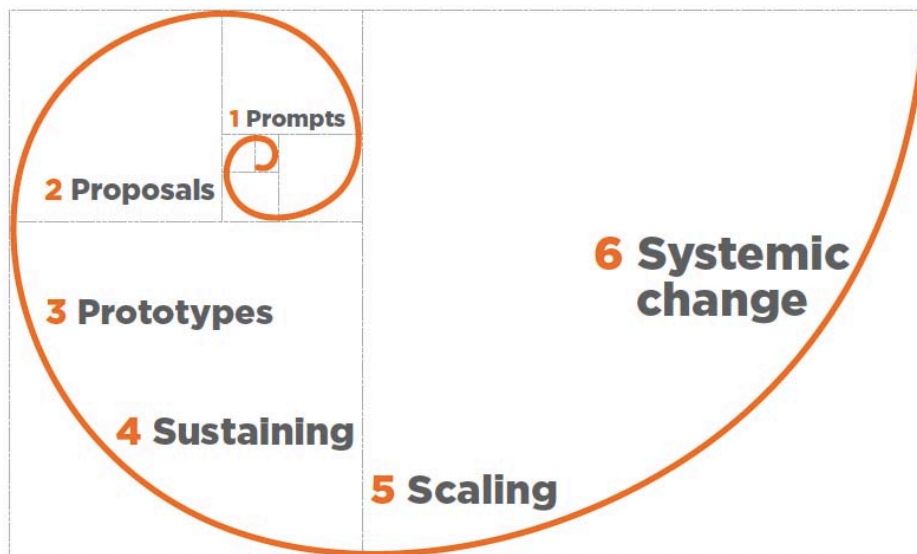 1 Prompts
2 Proposals
3 Prototypes
4 Sustaining
5 Scaling
6 Systemic
change